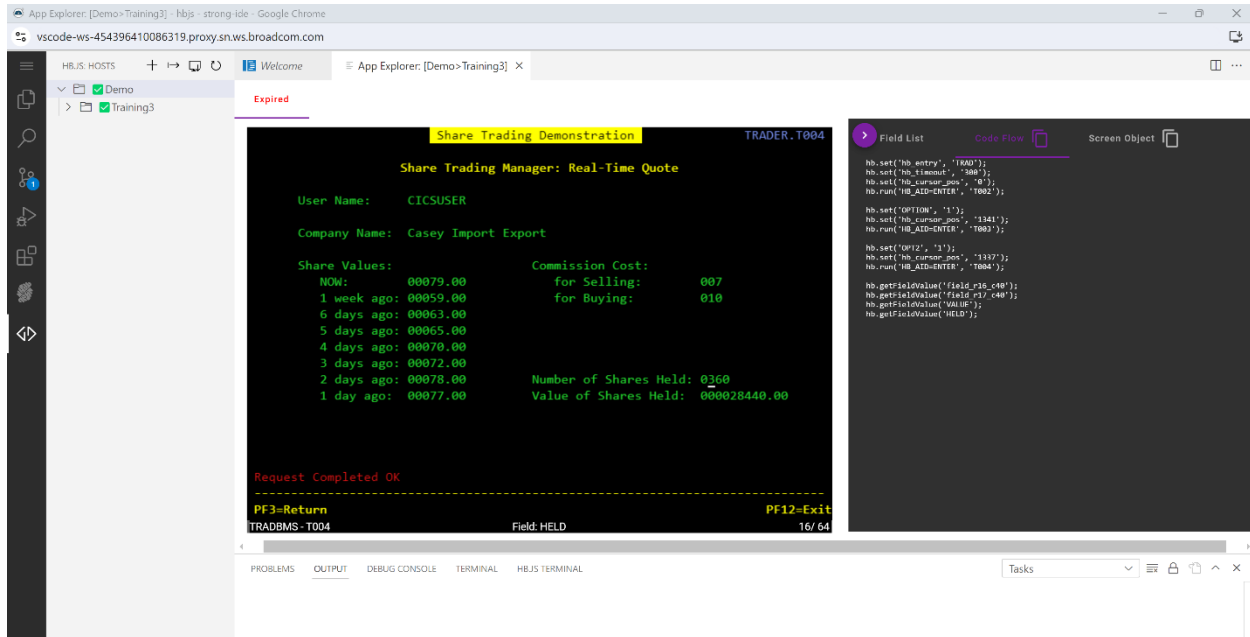 App Explorer: [Demo>Training3] - hbjs - strong-ide - Google Chrome
vscode-ws-454396410086319.proxy.sn.ws.broadcom.com
HB.JS: HOSTS
Welcome
App Explorer: [Demo>Training3]
Demo
Training3
1
Expired
Share Trading Demonstration TRADER.T004
Share Trading Manager: Real-Time Quote
User Name: CICSUSER
Company Name: Casey Import Export
Share Values: Commission Cost:
NOW: 00079.00 for Selling: 007
1 week ago: 00059.00 for Buying: 010
6 days ago: 00063.00
5 days ago: 00065.00
4 days ago: 00070.00
3 days ago: 00072.00
2 days ago: 00078.00 Number of Shares Held: 0360
1 day ago: 00077.00 Value of Shares Held: 000028440.00
Request Completed OK
PF3=Return PF12=Exit
TRADBMS - T004 Field: HELD 16/ 64
Field List Code Flow Screen Object
hb.set('hb_entry', 'TRAD');
hb.set('hb_timeout', '300');
hb.set('hb_cursor_pos', '0');
hb.run('HB_AID=ENTER', 'T002');
hb.set('OPTION', '1');
hb.set('hb_cursor_pos', '1341');
hb.run('HB_AID=ENTER', 'T003');
hb.set('OPT2', '1');
hb.set('hb_cursor_pos', '1337');
hb.run('HB_AID=ENTER', 'T004');
hb.getFieldValue('field_r16_c40');
hb.getFieldValue('field_r17_c40');
hb.getFieldValue('VALUE');
hb.getFieldValue('HELD');
PROBLEMS OUTPUT DEBUG CONSOLE TERMINAL HB.JS TERMINAL
Tasks